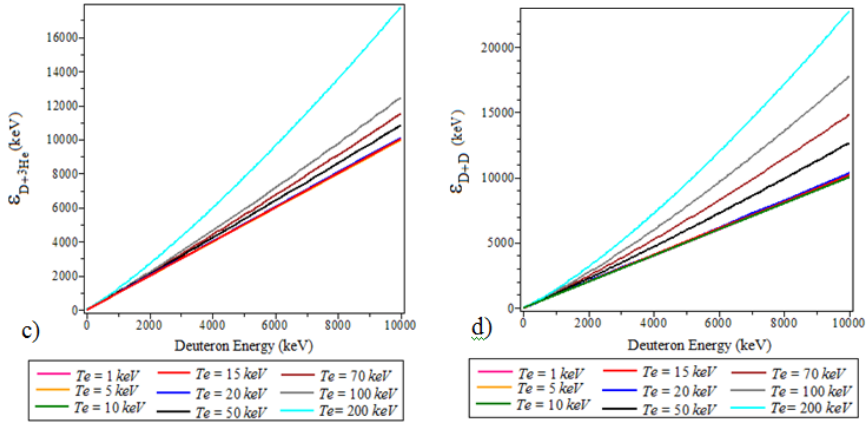 16000
14000
12000
10000
8000
6000
4000
2000
0
ε D+3He (keV)
0 2000 4000 6000 8000 10000
Deuteron Energy (keV)
c)
Te = 1 keV Te = 15 keV Te = 70 keV
Te = 5 keV Te = 20 keV Te = 100 keV
Te = 10 keV Te = 50 keV Te = 200 keV
20000
15000
10000
5000
0
ε D+D (keV)
0 2000 4000 6000 8000 10000
Deuteron Energy (keV)
d)
Te = 1 keV Te = 15 keV Te = 70 keV
Te = 5 keV Te = 20 keV Te = 100 keV
Te = 10 keV Te = 50 keV Te = 200 keV